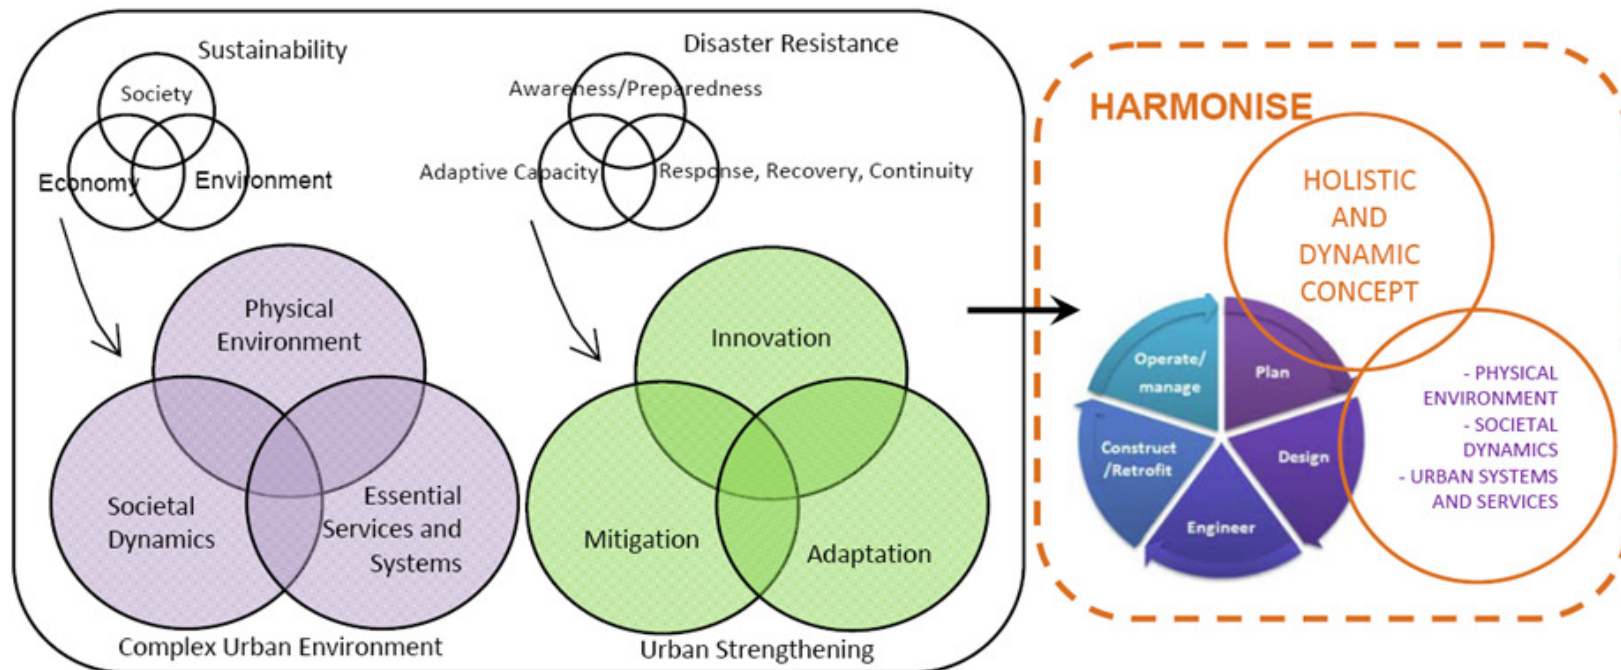 Sustainability
Society
Economy
Environment
Disaster Resistance
Awareness/Preparedness
Adaptive Capacity
Response, Recovery, Continuity
Physical
Environment
Societal
Dynamics
Essential
Services and
Systems
Complex Urban Environment
Innovation
Mitigation
Adaptation
Urban Strengthening
HARMONISE
HOLISTIC
AND
DYNAMIC
CONCEPT
Operate/
manage
Plan
Construct
/Retrofit
Design
Engineer
- PHYSICAL
ENVIRONMENT
- SOCIETAL
DYNAMICS
- URBAN SYSTEMS
AND SERVICES